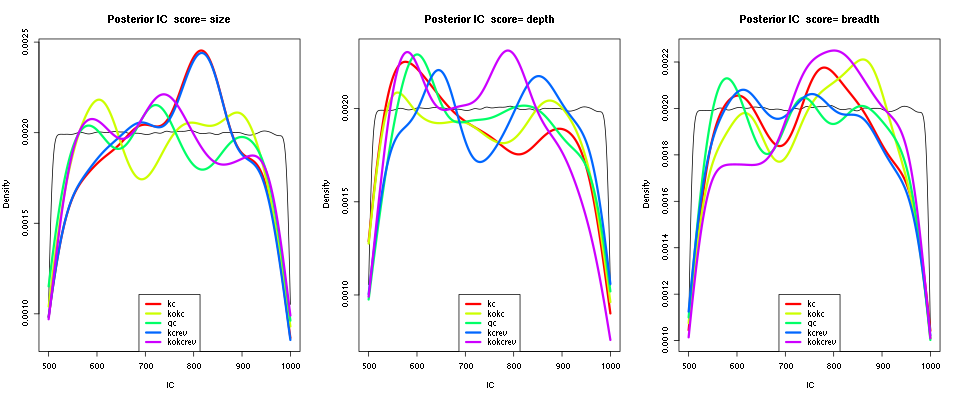 Posterior IC  score= size
Density
0.0010
0.0015
0.0020
0.0025
500
600
700
800
900
1000
IC
kc
kokc
qc
kcrev
kokcrev
Posterior IC  score= depth
Density
0.0010
0.0015
0.0020
500
600
700
800
900
1000
IC
kc
kokc
qc
kcrev
kokcrev
Posterior IC  score= breadth
Density
0.0010
0.0012
0.0014
0.0016
0.0018
0.0020
0.0022
500
600
700
800
900
1000
IC
kc
kokc
qc
kcrev
kokcrev